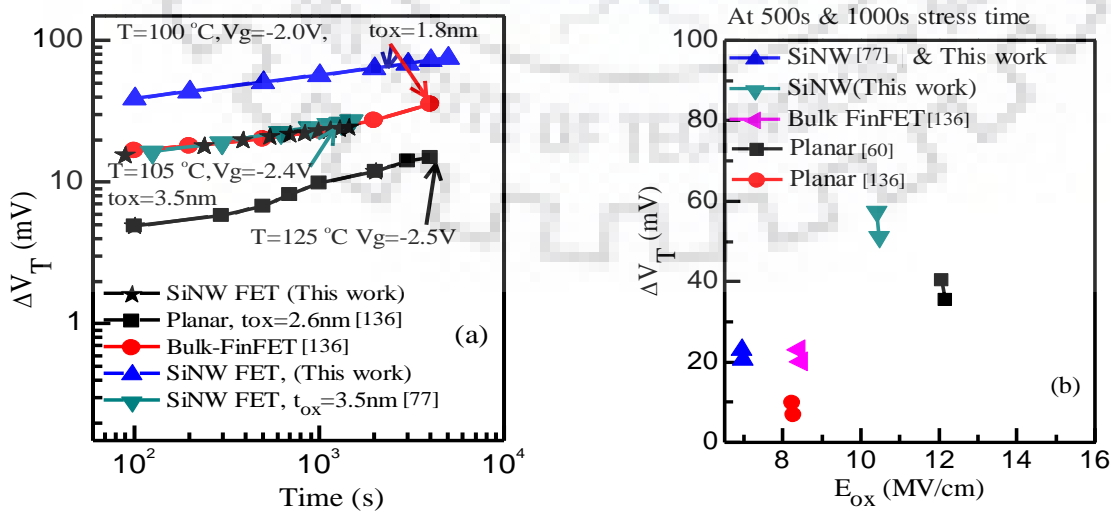 T=100 °C,Vg=-2.0V, tox=1.8nm
T=105 °C,Vg=-2.4V
tox=3.5nm
T=125 °C Vg=-2.5V
SiNW FET (This work)
Planar, tox=2.6nm [136]
Bulk-FinFET [136]
SiNW FET, (This work)
SiNW FET, tox=3.5nm [77]
(a)
100
10
1
ΔVT (mV)
10² 10³ 10⁴
Time (s)
At 500s & 1000s stress time
SiNW[77] & This work
SiNW(This work)
Bulk FinFET[136]
Planar [60]
Planar [136]
(b)
100
80
60
40
20
0
ΔVT (mV)
8 10 12 14 16
Eox (MV/cm)